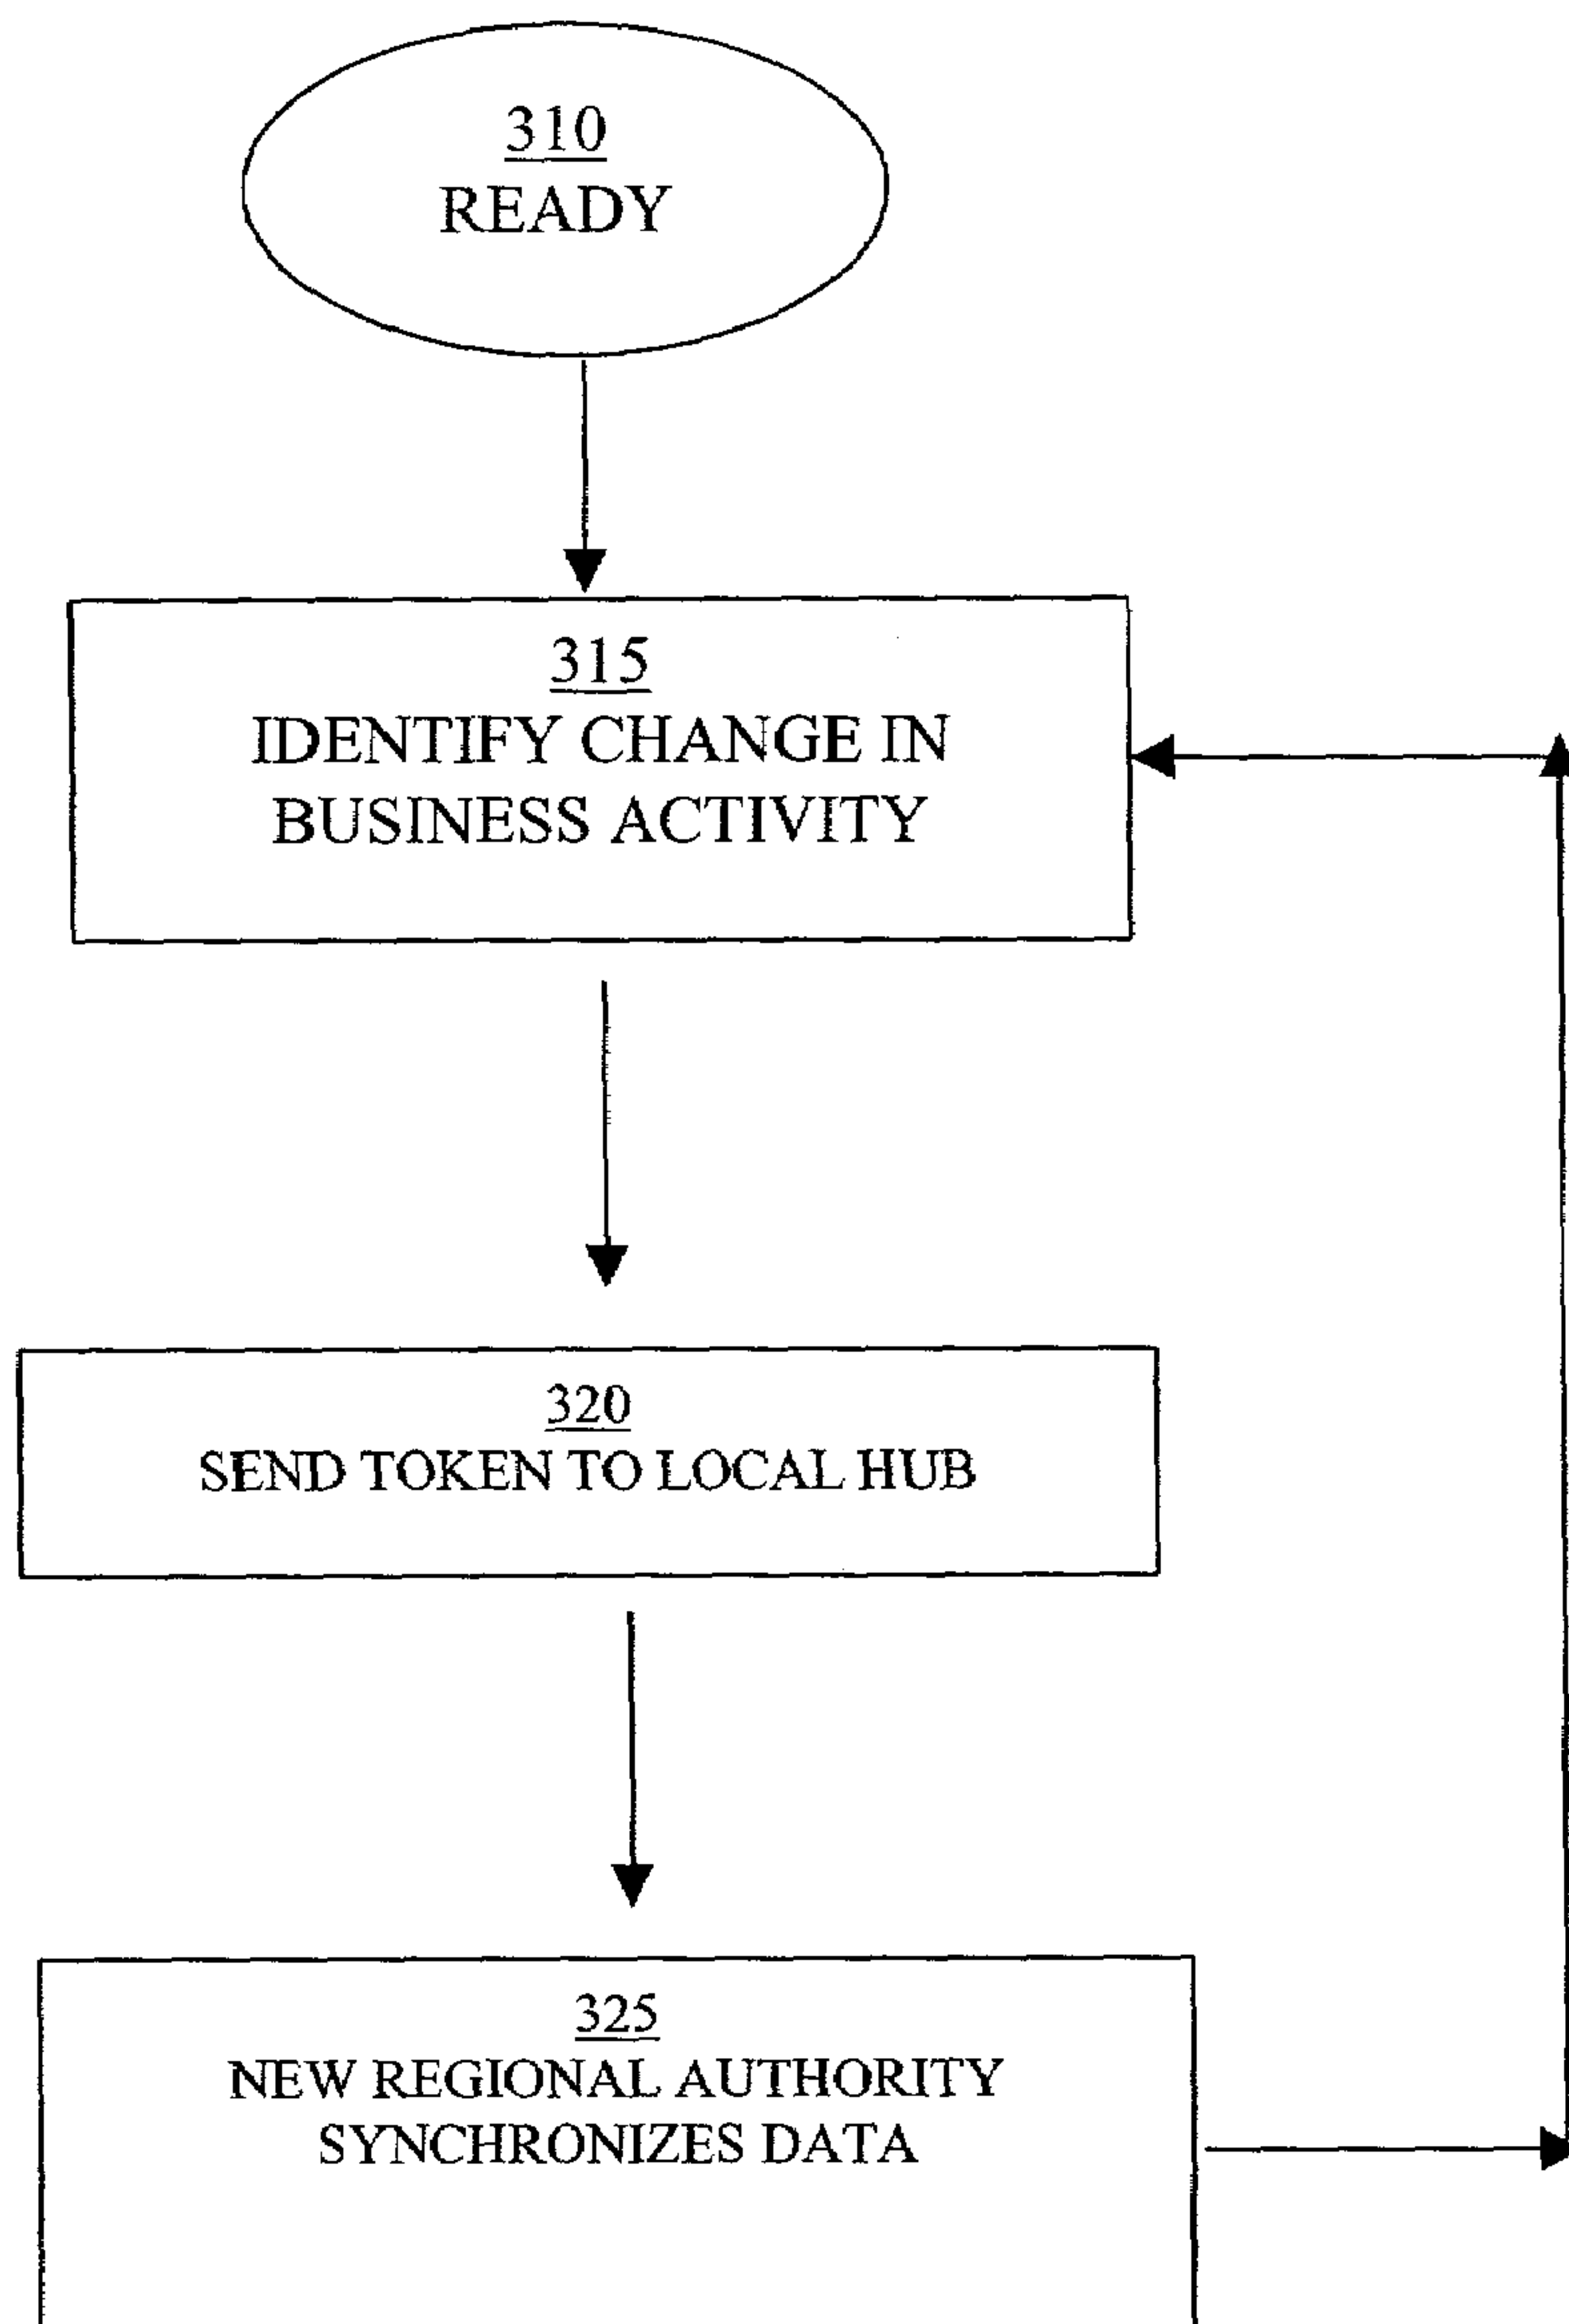 310
READY
315
IDENTIFY CHANGE IN
BUSINESS ACTIVITY
320
SEND TOKEN TO LOCAL HUB
325
NEW REGIONAL AUTHORITY
SYNCHRONIZES DATA